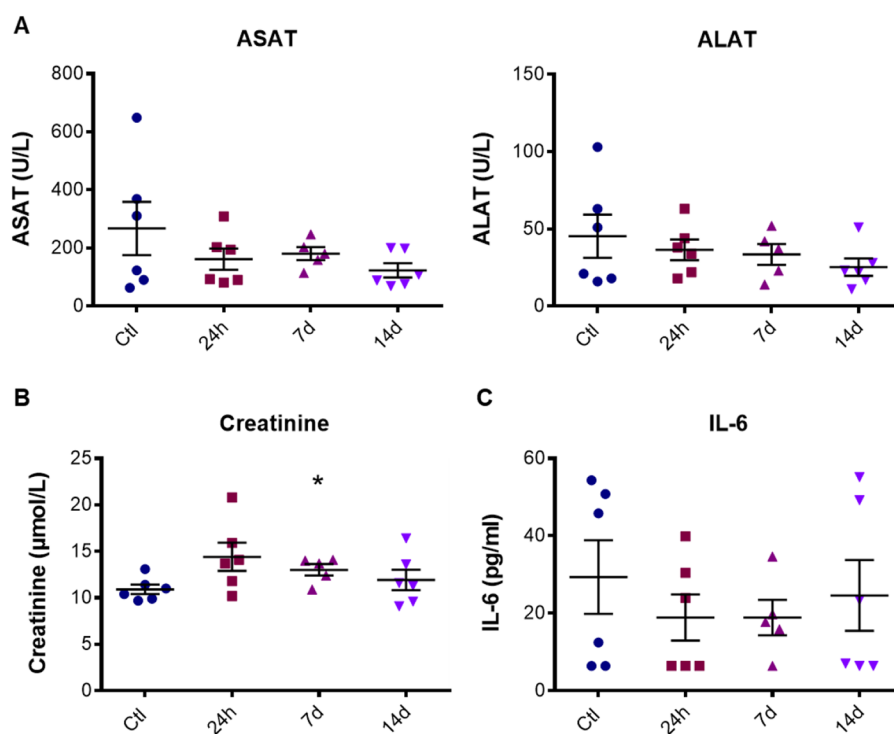 A
ASAT
ASAT (U/L)
800
600
400
200
0
Ctl
24h
7d
14d
ALAT
ALAT (U/L)
150
100
50
0
Ctl
24h
7d
14d
B
Creatinine
Creatinine (µmol/L)
25
20
15
10
5
0
*
Ctl
24h
7d
14d
C
IL-6
IL-6 (pg/ml)
60
40
20
0
Ctl
24h
7d
14d